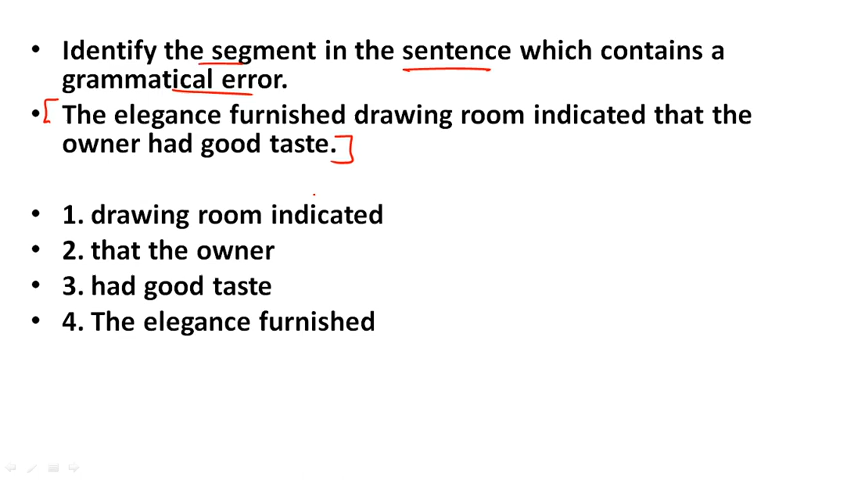 • Identify the segment in the sentence which contains a
grammatical error.
• The elegance furnished drawing room indicated that the
owner had good taste.
• 1. drawing room indicated
• 2. that the owner
• 3. had good taste
• 4. The elegance furnished